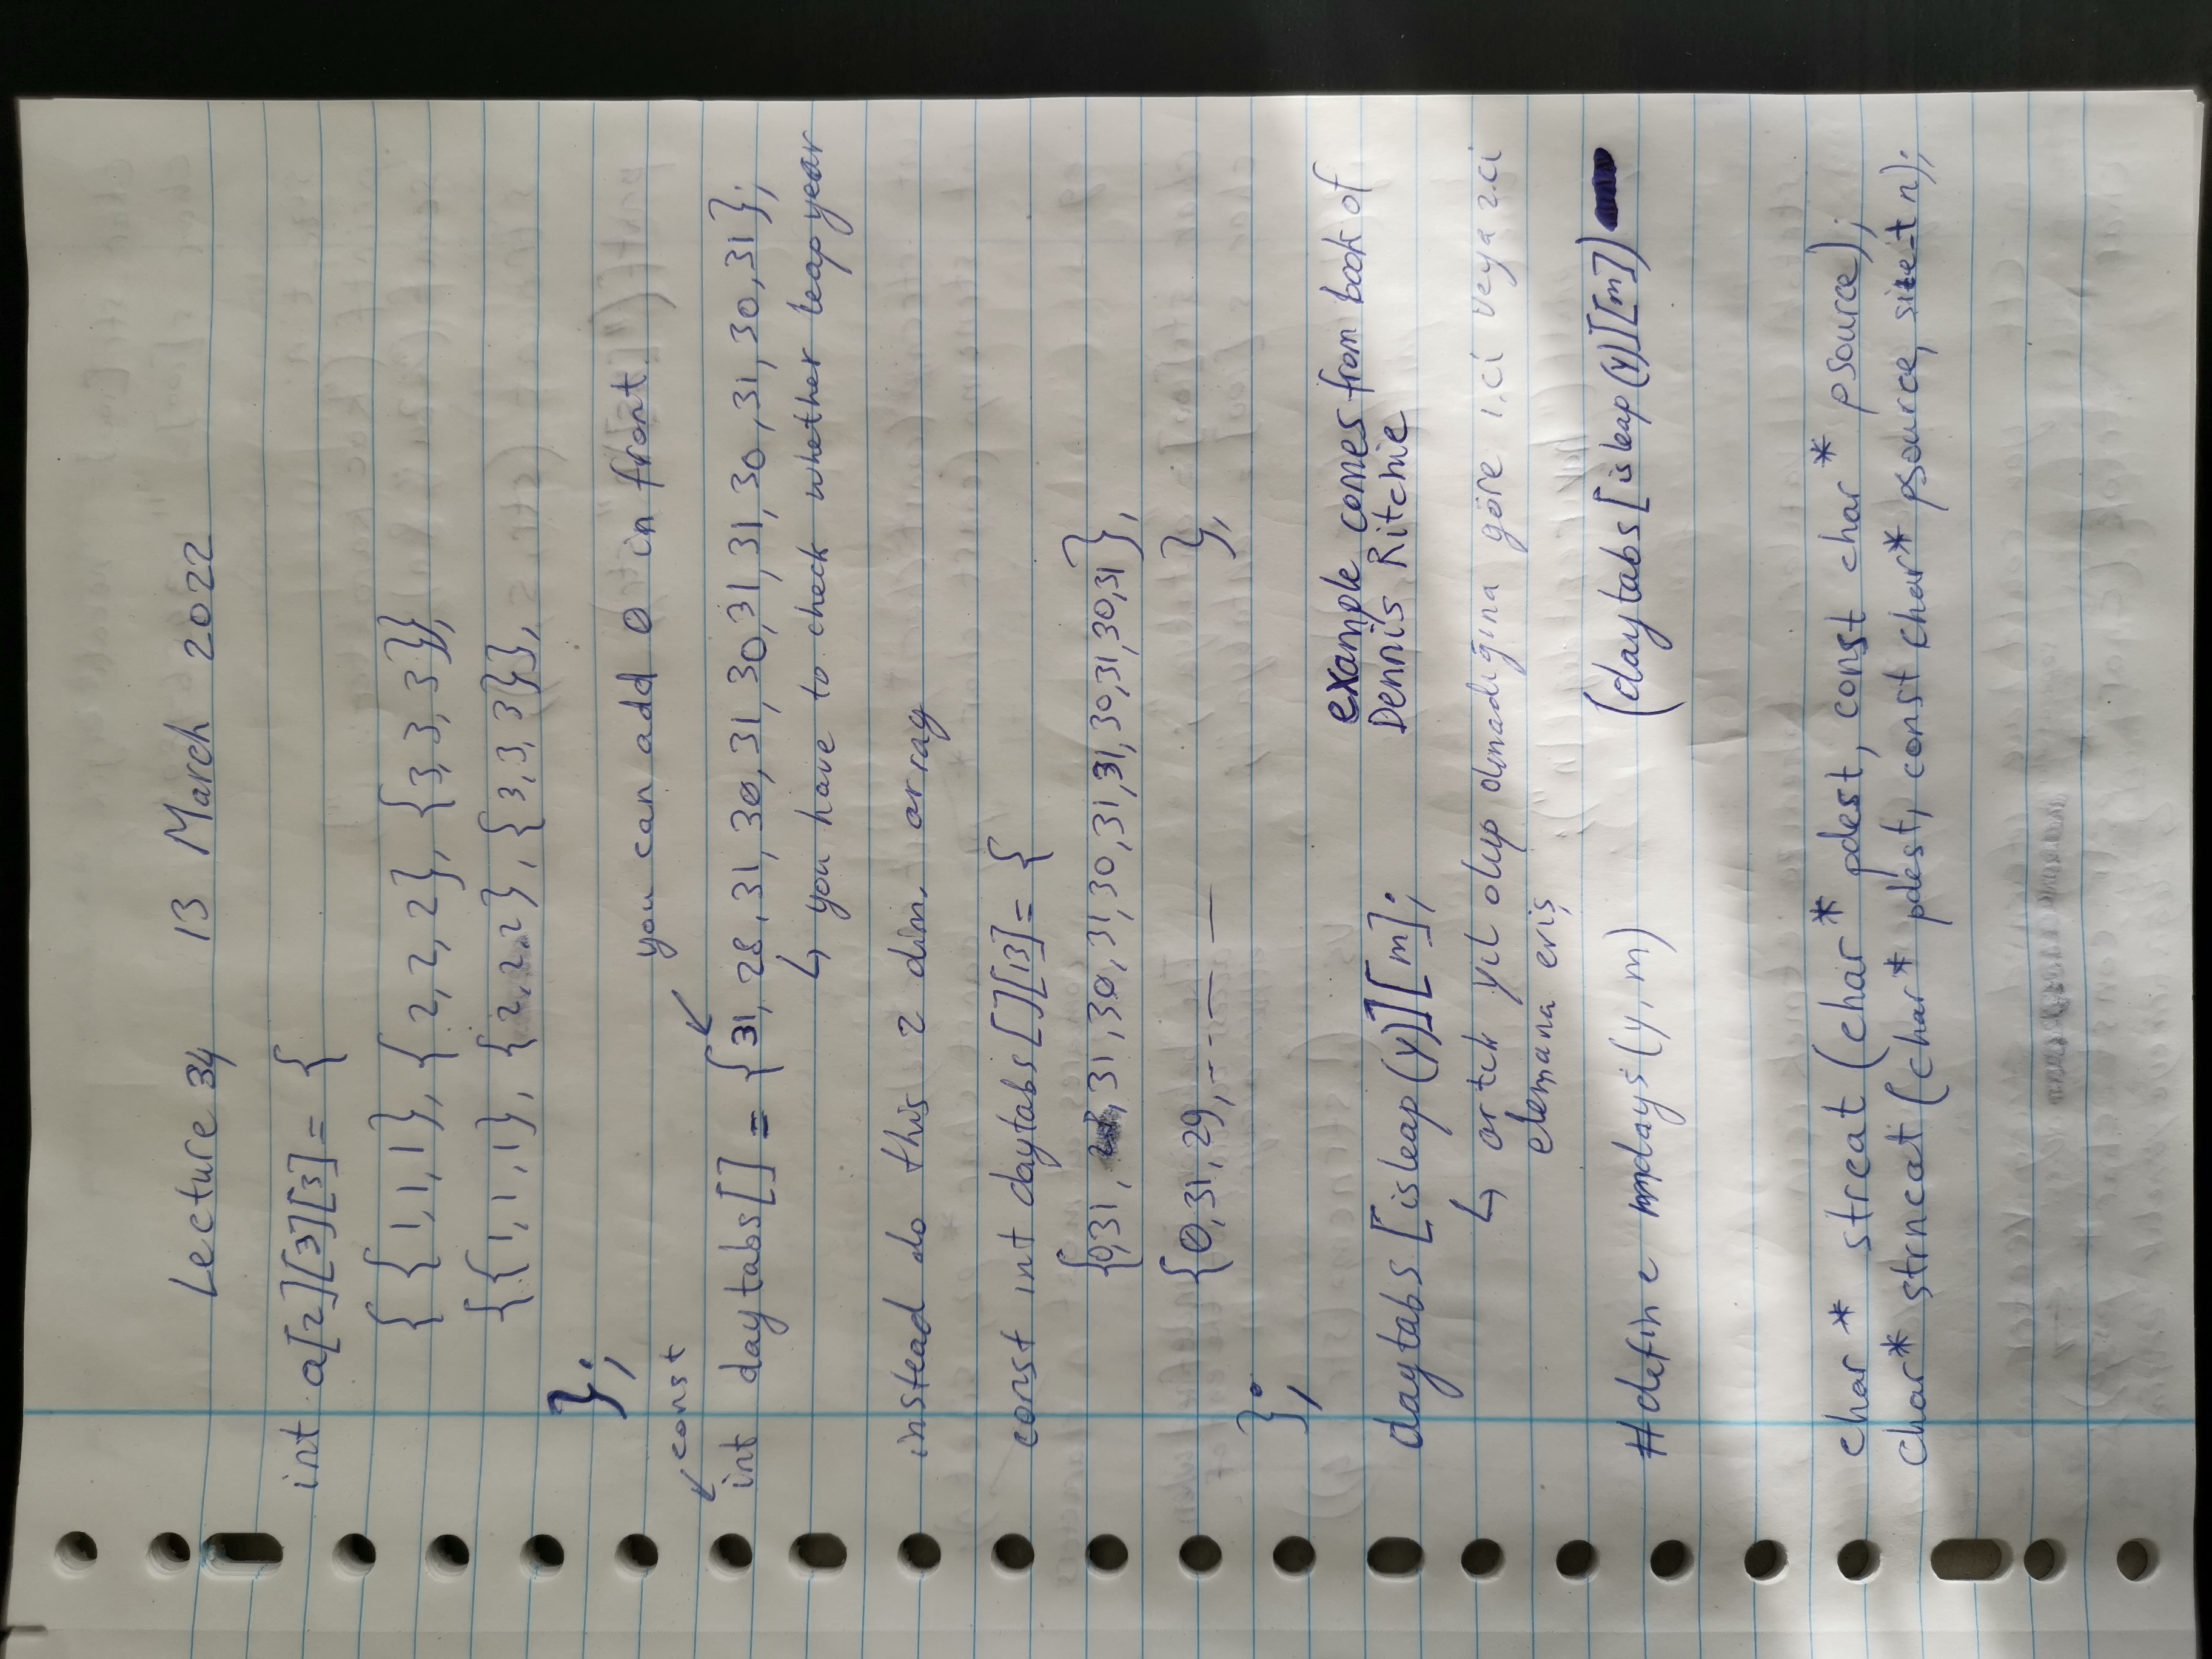 Lecture 34 13 March 2022
int a[2][3][3] = {
{ {1,1,1}, {2,2,2}, {3,3,3}},
{{1,1,1}, {2,2,2}, {3,3,3}},
};
you can add 0 in front.
const
int daytabs[] = {31, 28, 31, 30, 31, 30, 31, 31, 30, 31, 30, 31};
↳ you have to check whether leap year
instead do this 2 dim. array
const int daytabs[][13] = {
{0,31, 28, 31, 30, 31, 30, 31, 31, 30, 31, 30, 31},
{0, 31, 29, - - — — },
};
example comes from book of
Dennis Ritchie
daytabs [isleap(y)][m];
↳ artık yıl olup olmadığına göre 1.ci veya 2.ci
elemana eriş
#define mdays(y, m) (daytabs[isleap(y)][m])
char * strcat (char* pdest, const char * psource);
char* strncat (char* pdest, const char* psource, size_t n);